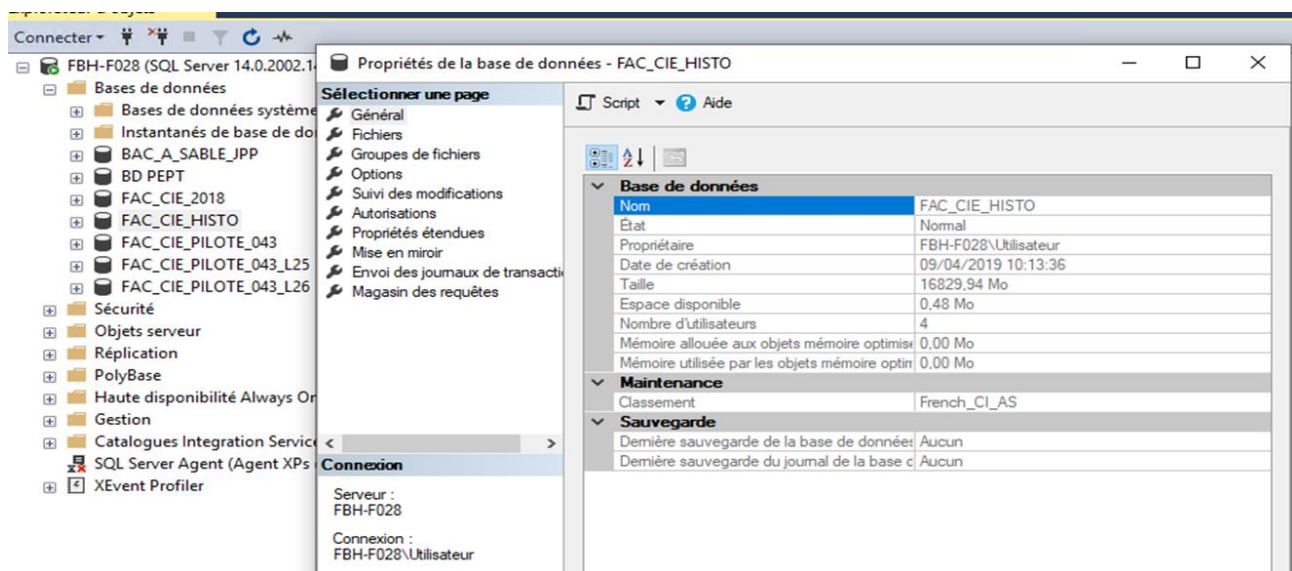 Connecter
FBH-F028 (SQL Server 14.0.2002.1
Bases de données
Bases de données système
Instantanés de base de do
BAC_A_SABLE_JPP
BD PEPT
FAC_CIE_2018
FAC_CIE_HISTO
FAC_CIE_PILOTE_043
FAC_CIE_PILOTE_043_L25
FAC_CIE_PILOTE_043_L26
Sécurité
Objets serveur
Réplication
PolyBase
Haute disponibilité Always Or
Gestion
Catalogues Integration Service
SQL Server Agent (Agent XPs
XEvent Profiler
Propriétés de la base de données - FAC_CIE_HISTO
Sélectionner une page
Général
Fichiers
Groupes de fichiers
Options
Suivi des modifications
Autorisations
Propriétés étendues
Mise en miroir
Envoi des journaux de transacti
Magasin des requêtes
Connexion
Serveur :
FBH-F028
Connexion :
FBH-F028\Utilisateur
Script Aide
Base de données
Nom FAC_CIE_HISTO
État Normal
Propriétaire FBH-F028\Utilisateur
Date de création 09/04/2019 10:13:36
Taille 16829,94 Mo
Espace disponible 0,48 Mo
Nombre d'utilisateurs 4
Mémoire allouée aux objets mémoire optimisé 0,00 Mo
Mémoire utilisée par les objets mémoire optim 0,00 Mo
Maintenance
Classement French_CI_AS
Sauvegarde
Dernière sauvegarde de la base de données Aucun
Dernière sauvegarde du journal de la base d Aucun